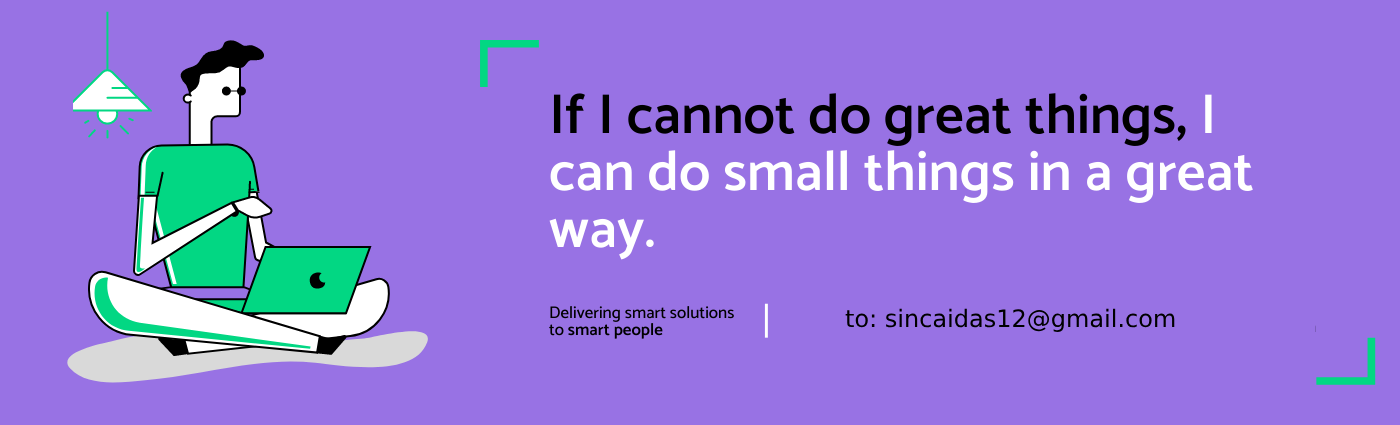 If I cannot do great things, I
can do small things in a great
way.
Delivering smart solutions
to smart people
to: sincaidas12@gmail.com